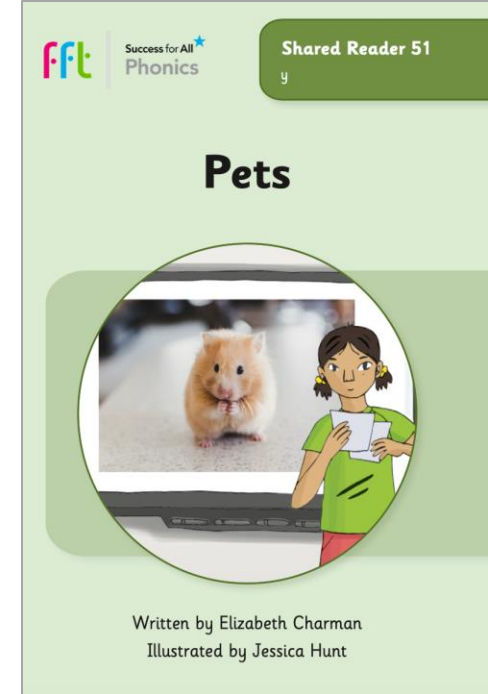 fft
Success for All
Phonics
Shared Reader 51
y
Pets
Written by Elizabeth Charman
Illustrated by Jessica Hunt